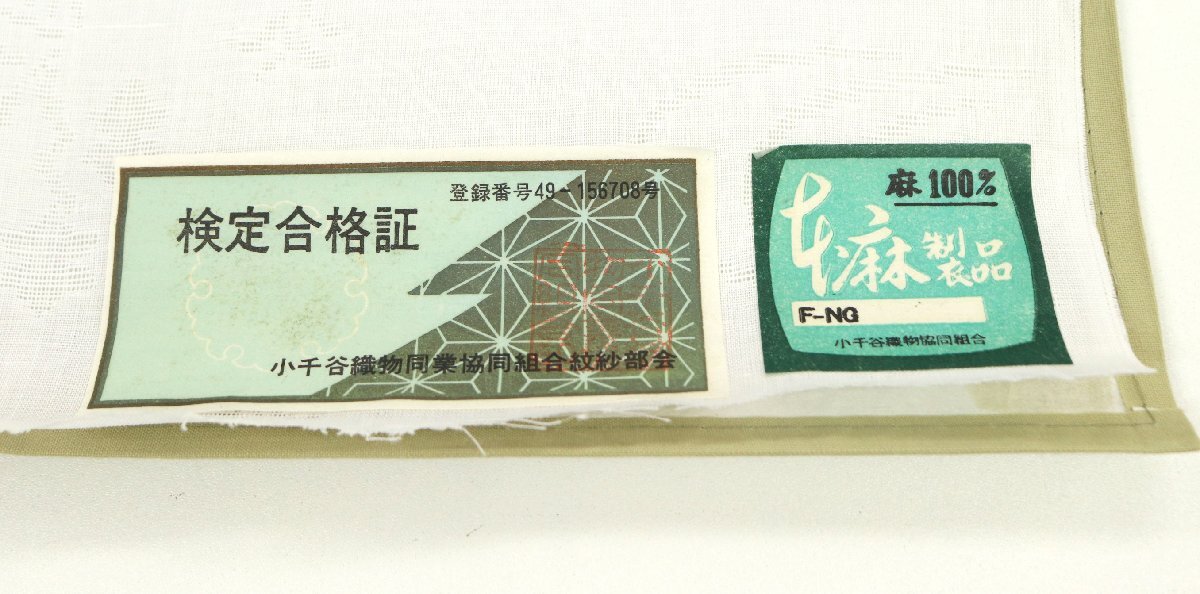 登録番号49-156708号
検定合格証
小千谷織物同業協同組合紋紗部会
麻100%
本麻製品
F-NG
小千谷織物協同組合